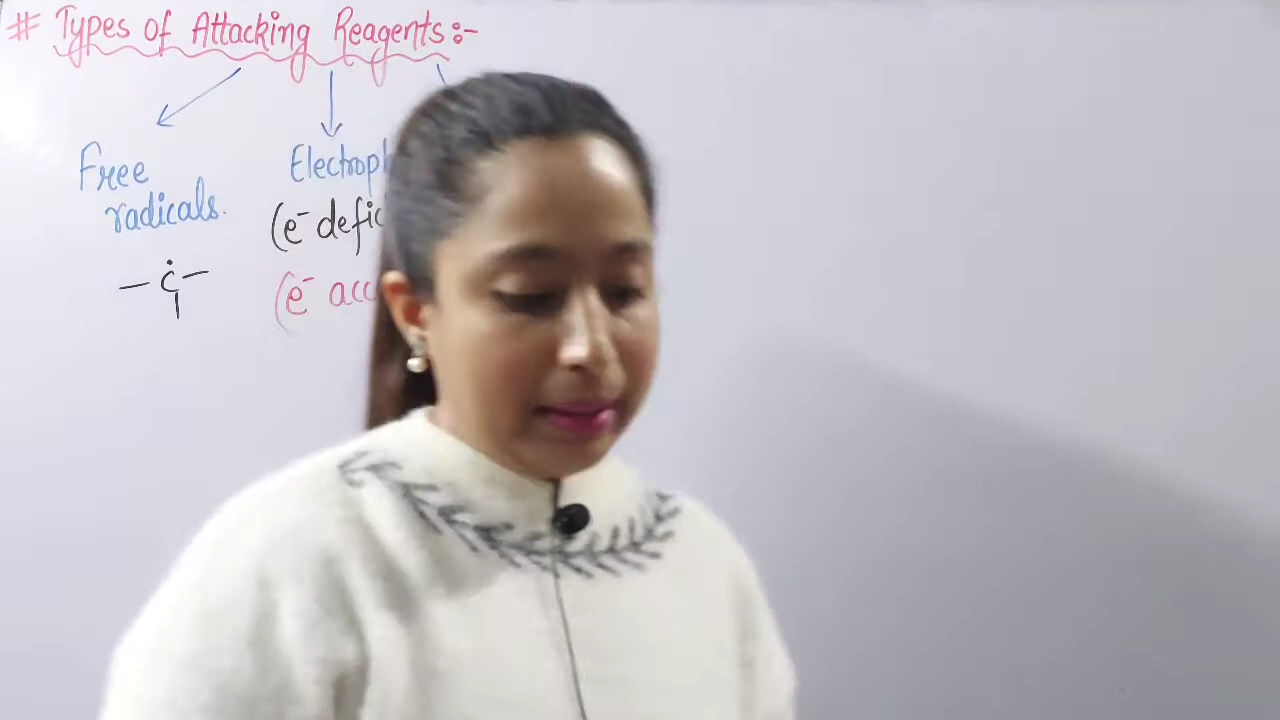 # Types of Attacking Reagents:-
Free
radicals.
Electroph
(e⁻ defic
(e⁻ acc
– Ċ –